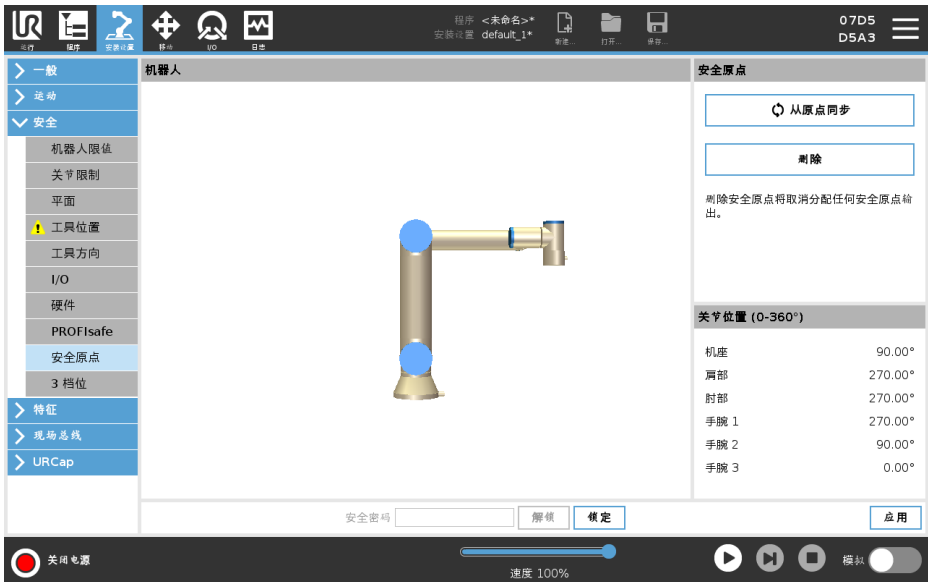 程序 <未命名>*
安装设置 default_1*
07D5
D5A3
运行
程序
安装设置
移动
I/O
日志
新建...
打开...
保存...
一般
运动
安全
机器人限值
关节限制
平面
工具位置
工具方向
I/O
硬件
PROFIsafe
安全原点
3 档位
特征
现场总线
URCap
机器人
安全原点
从原点同步
删除
删除安全原点将取消分配任何安全原点输
出。
关节位置 (0-360°)
机座 90.00°
肩部 270.00°
肘部 270.00°
手腕 1 270.00°
手腕 2 90.00°
手腕 3 0.00°
安全密码
解锁
锁定
应用
关闭电源
速度 100%
模拟